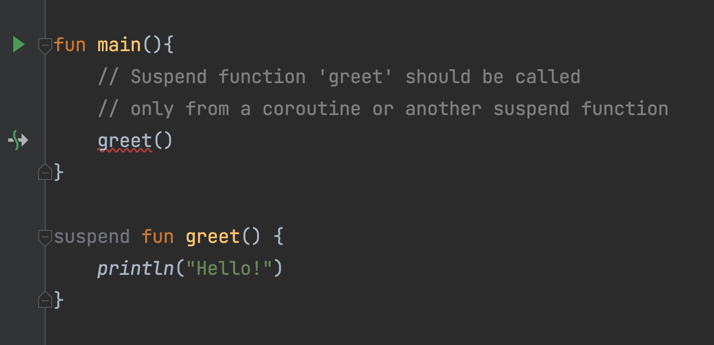 fun main(){
// Suspend function 'greet' should be called
// only from a coroutine or another suspend function
greet()
}
suspend fun greet() {
println("Hello!")
}